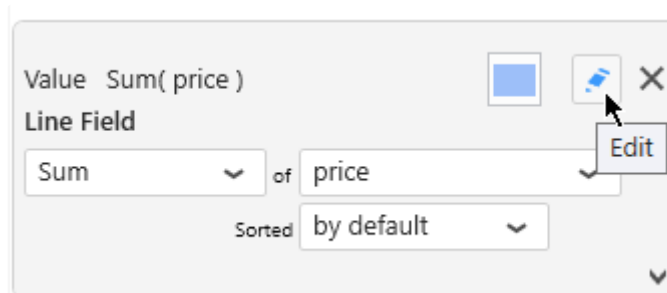 Value Sum( price )
Line Field
Edit
Sum of price
Sorted by default